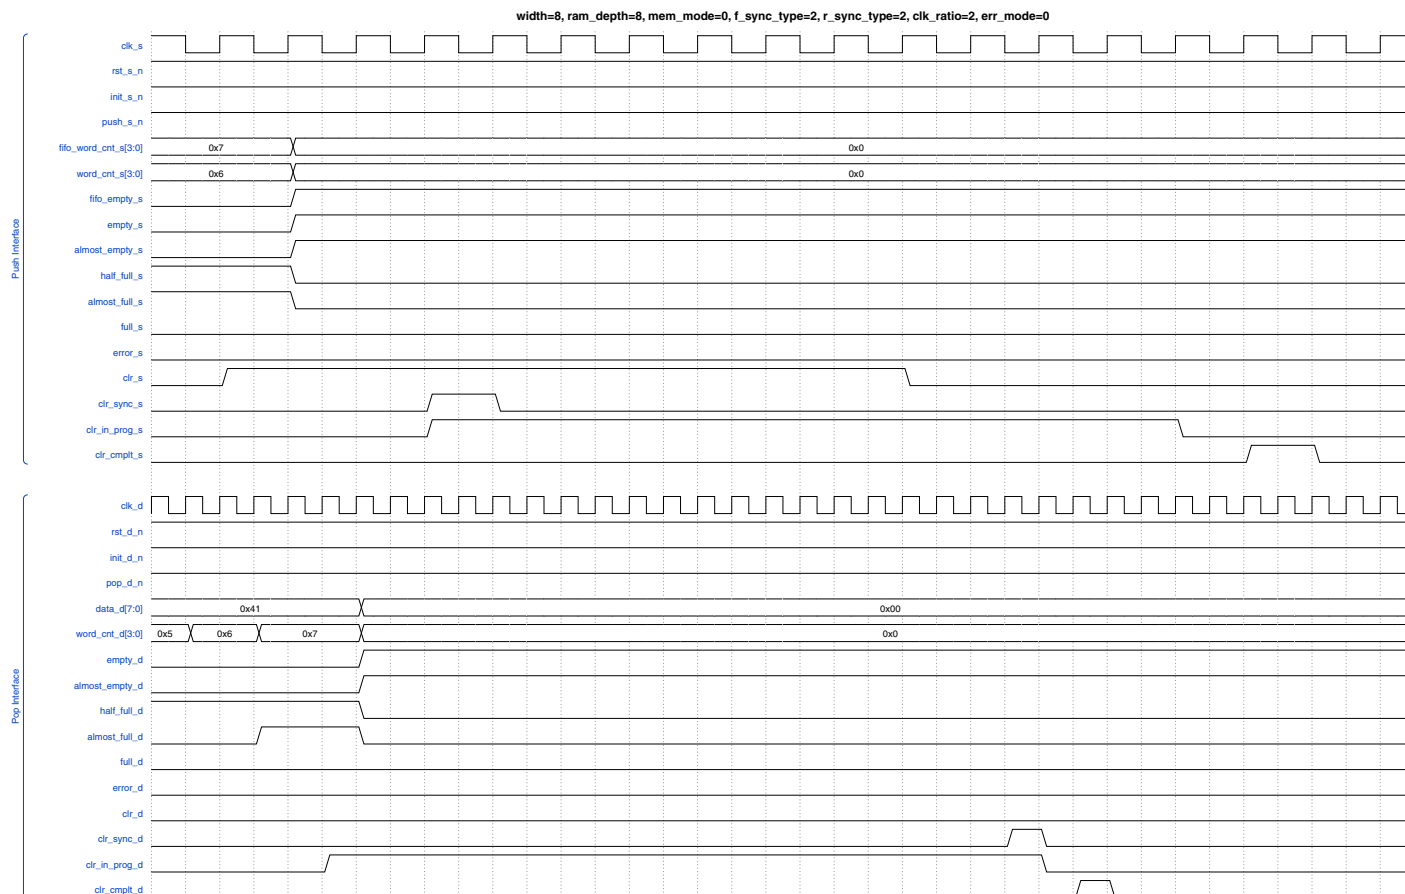 width=8, ram_depth=8, mem_mode=0, f_sync_type=2, r_sync_type=2, clk_ratio=2, err_mode=0
Push Interface
clk_s
rst_s_n
init_s_n
push_s_n
fifo_word_cnt_s[3:0] 0x7 0x0
word_cnt_s[3:0] 0x6 0x0
fifo_empty_s
empty_s
almost_empty_s
half_full_s
almost_full_s
full_s
error_s
clr_s
clr_sync_s
clr_in_prog_s
clr_cmplt_s
Pop Interface
clk_d
rst_d_n
init_d_n
pop_d_n
data_d[7:0] 0x41 0x00
word_cnt_d[3:0] 0x5 0x6 0x7 0x0
empty_d
almost_empty_d
half_full_d
almost_full_d
full_d
error_d
clr_d
clr_sync_d
clr_in_prog_d
clr_cmplt_d